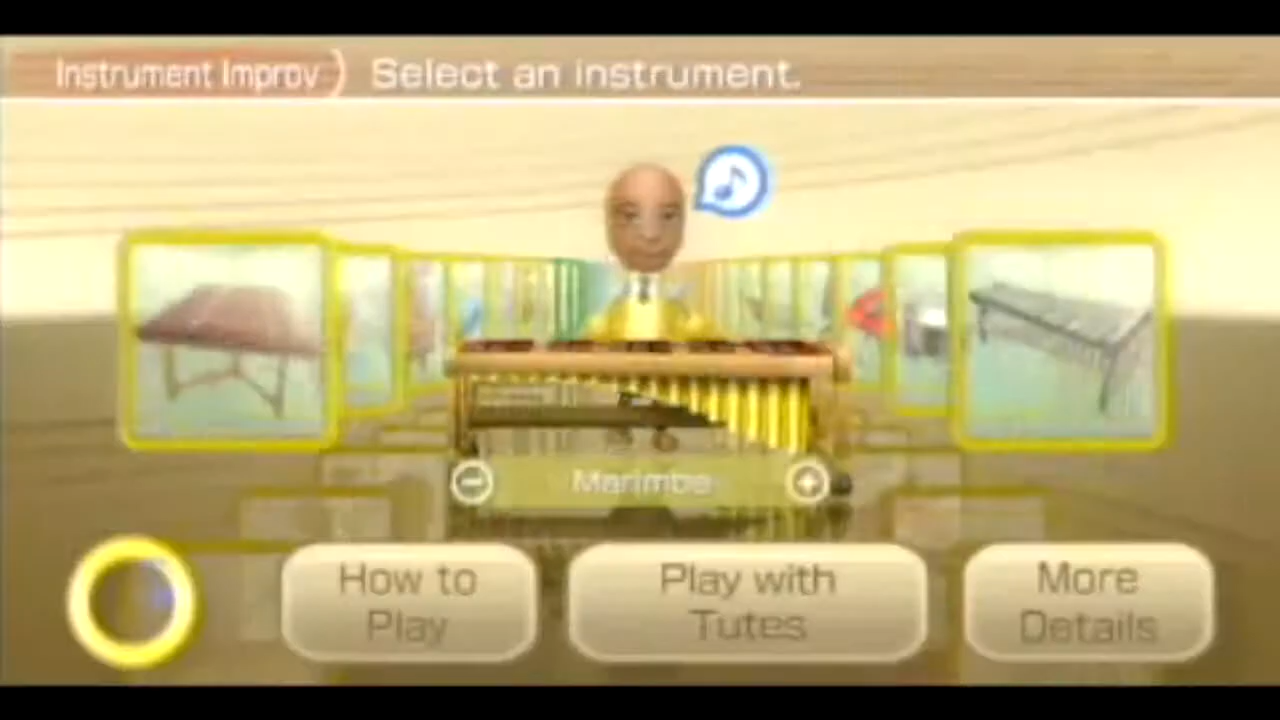 Instrument Improv
Select an instrument.
Marimba
How to
Play
Play with
Tutes
More
Details